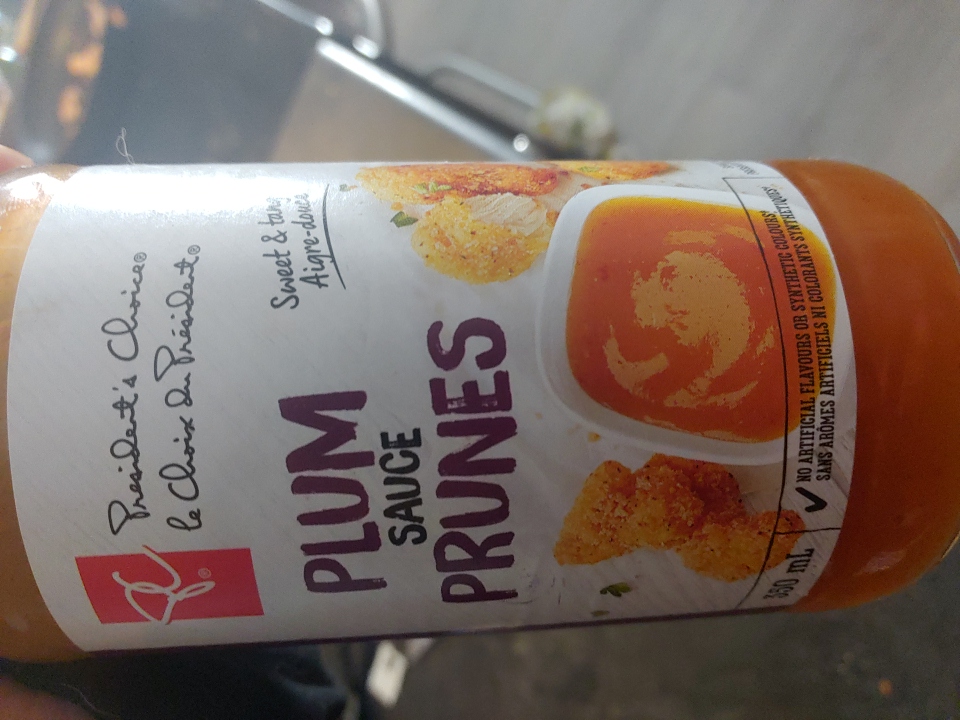 President's Choice®
le Choix du Président®
PC®
Sweet & tangy
Aigre-douce
PLUM
SAUCE
PRUNES
350 mL
✓ NO ARTIFICIAL FLAVOURS OR SYNTHETIC COLOURS
SANS ARÔMES ARTIFICIELS NI COLORANTS SYNTHÉTIQUES